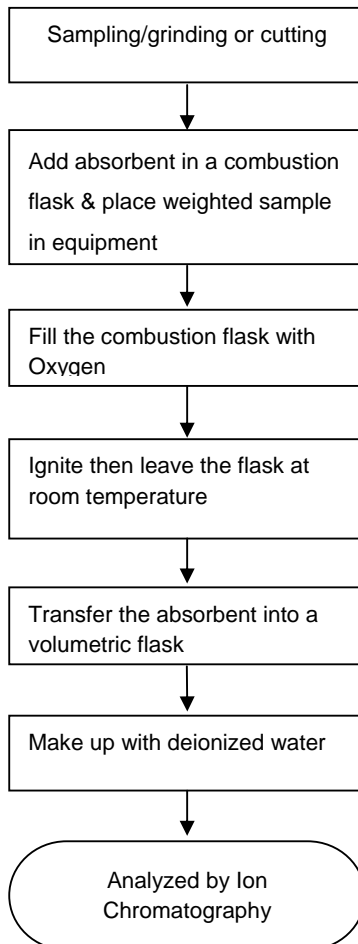 Sampling/grinding or cutting
Add absorbent in a combustion
flask & place weighted sample
in equipment
Fill the combustion flask with
Oxygen
Ignite then leave the flask at
room temperature
Transfer the absorbent into a
volumetric flask
Make up with deionized water
Analyzed by Ion
Chromatography